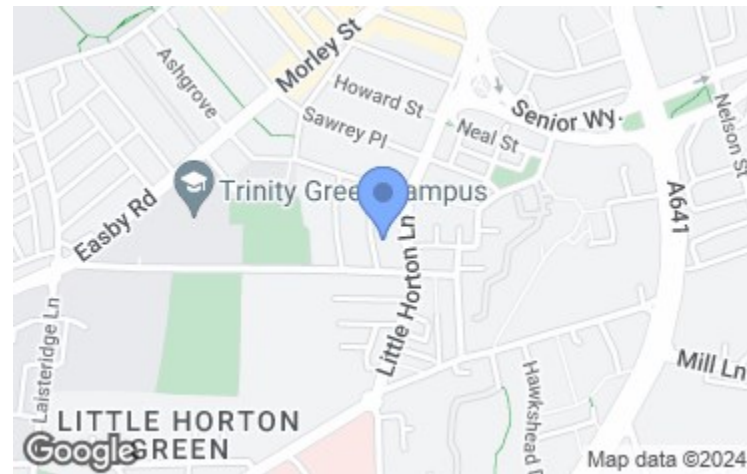 Morley St
Ashgrove
Howard St
Senior Wy.
Nelson St
Neal St
Sawrey Pl
Trinity Green Campus
A641
Easby Rd
Little Horton Ln
Laisteridge Ln
Mill Ln
Hawkshead
LITTLE HORTON
GREEN
Google
Map data ©2024